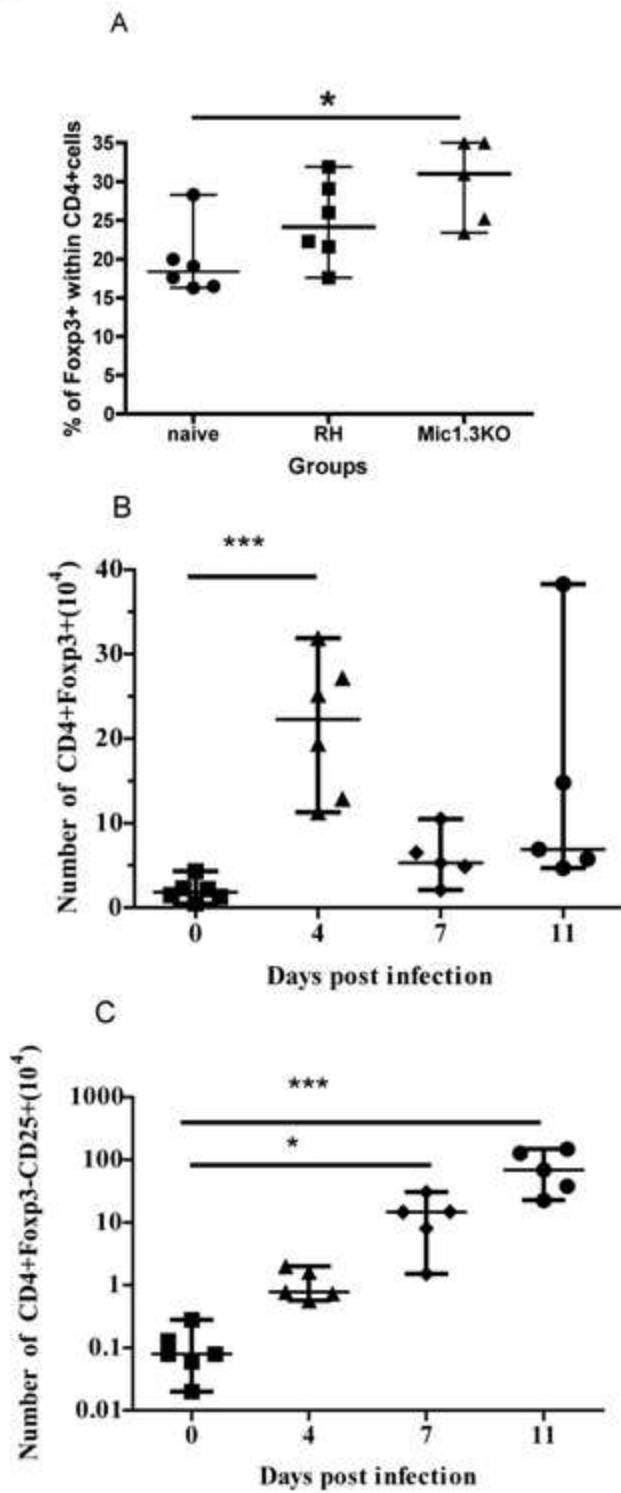 A
*
% of Foxp3+ within CD4+cells
35
30
25
20
15
10
5
0
naive RH Mic1.3KO
Groups
B
***
Number of CD4+Foxp3+(10⁴)
40
30
20
10
0
0 4 7 11
Days post infection
C
***
*
Number of CD4+Foxp3-CD25+(10⁴)
1000
100
10
1
0.1
0.01
0 4 7 11
Days post infection